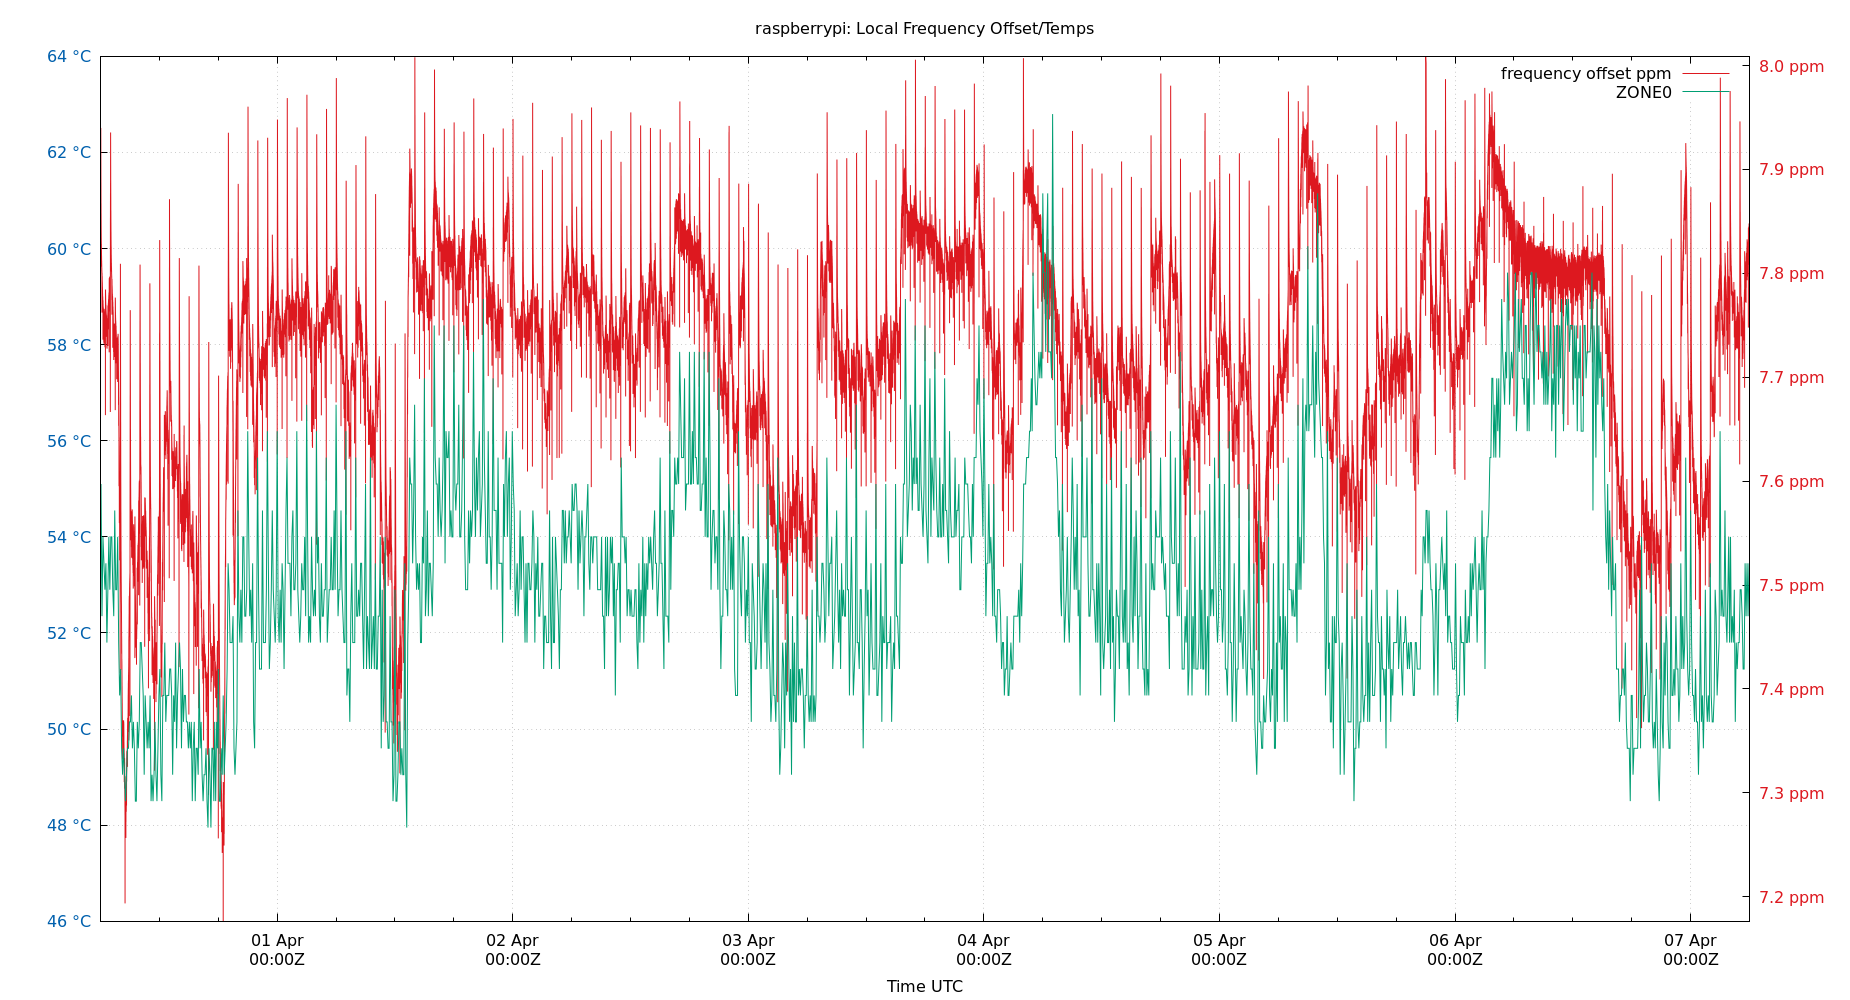 raspberrypi: Local Frequency Offset/Temps
64 °C
62 °C
60 °C
58 °C
56 °C
54 °C
52 °C
50 °C
48 °C
46 °C
8.0 ppm
7.9 ppm
7.8 ppm
7.7 ppm
7.6 ppm
7.5 ppm
7.4 ppm
7.3 ppm
7.2 ppm
frequency offset ppm
ZONE0
01 Apr
00:00Z
02 Apr
00:00Z
03 Apr
00:00Z
04 Apr
00:00Z
05 Apr
00:00Z
06 Apr
00:00Z
07 Apr
00:00Z
Time UTC